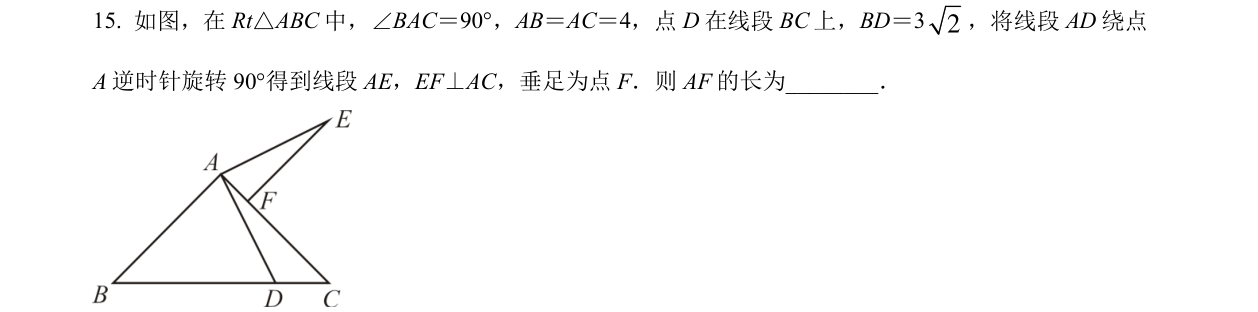 15. 如图，在 Rt△ABC 中，∠BAC＝90°，AB＝AC＝4，点 D 在线段 BC 上，BD＝3√2，将线段 AD 绕点
A 逆时针旋转 90°得到线段 AE，EF⊥AC，垂足为点 F．则 AF 的长为________．
E
A
F
B
D
C